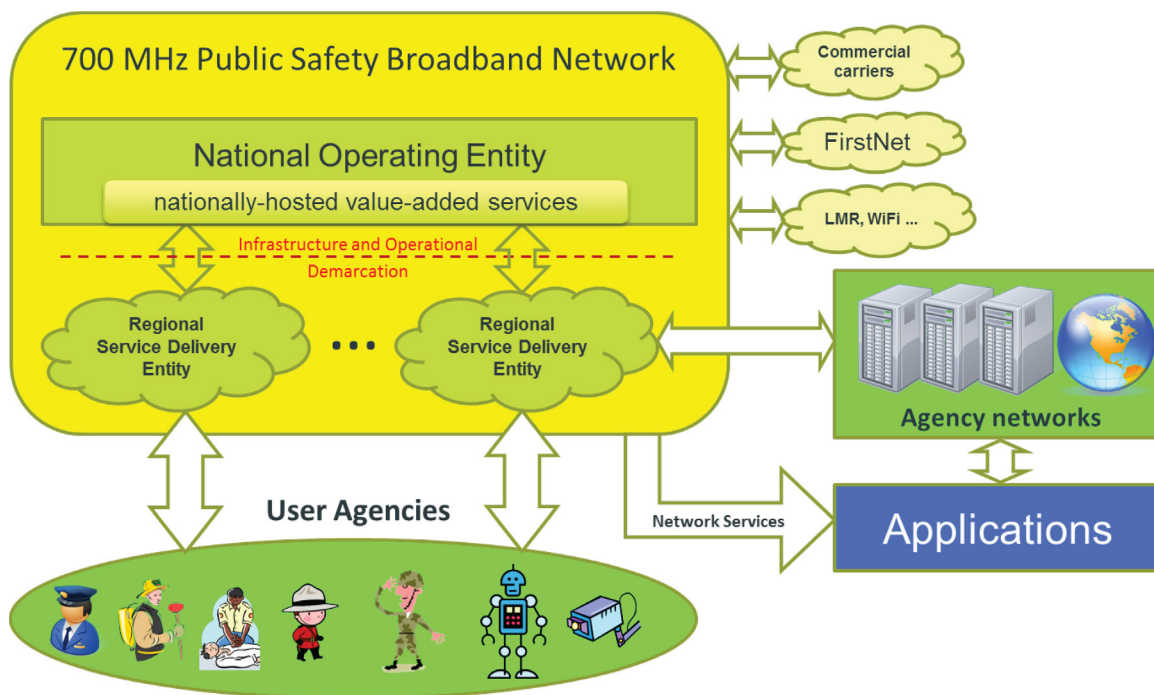 700 MHz Public Safety Broadband Network
National Operating Entity
nationally-hosted value-added services
Infrastructure and Operational
Demarcation
Regional
Service Delivery
Entity
...
Regional
Service Delivery
Entity
Commercial
carriers
FirstNet
LMR, WiFi ...
Agency networks
Applications
Network Services
User Agencies